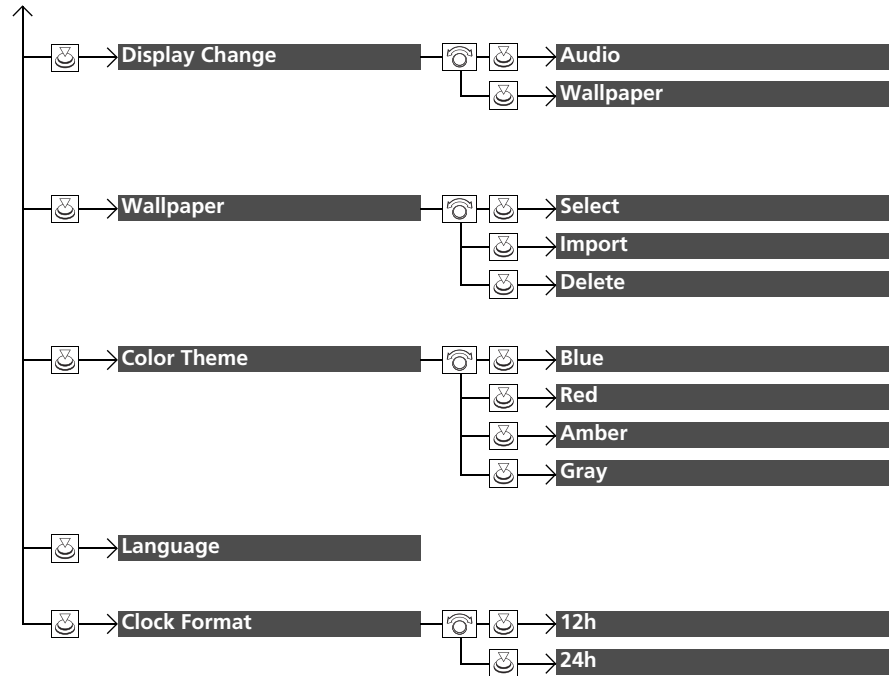 Display Change
Audio
Wallpaper
Wallpaper
Select
Import
Delete
Color Theme
Blue
Red
Amber
Gray
Language
Clock Format
12h
24h